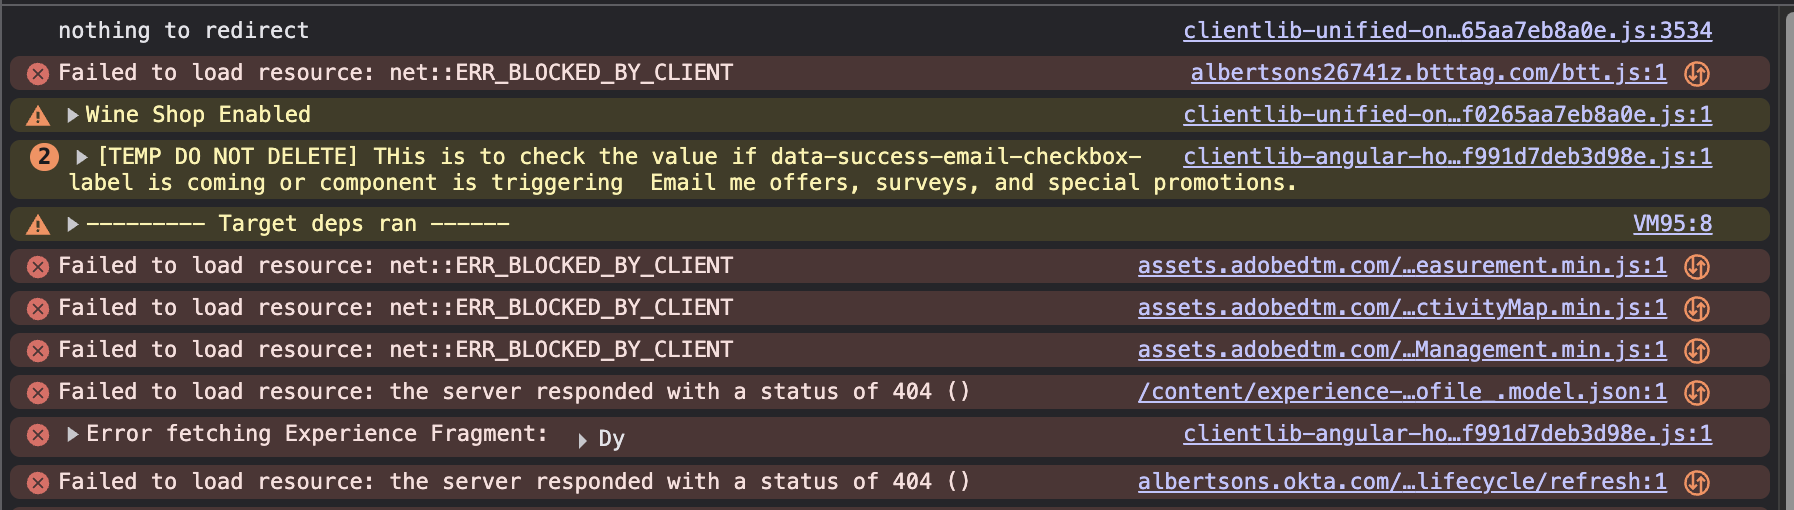 nothing to redirect clientlib-unified-on…65aa7eb8a0e.js:3534
Failed to load resource: net::ERR_BLOCKED_BY_CLIENT albertsons26741z.btttag.com/btt.js:1
Wine Shop Enabled clientlib-unified-on…f0265aa7eb8a0e.js:1
2 [TEMP DO NOT DELETE] THis is to check the value if data-success-email-checkbox- clientlib-angular-ho…f991d7deb3d98e.js:1
label is coming or component is triggering  Email me offers, surveys, and special promotions.
--------- Target deps ran ------ VM95:8
Failed to load resource: net::ERR_BLOCKED_BY_CLIENT assets.adobedtm.com/…easurement.min.js:1
Failed to load resource: net::ERR_BLOCKED_BY_CLIENT assets.adobedtm.com/…ctivityMap.min.js:1
Failed to load resource: net::ERR_BLOCKED_BY_CLIENT assets.adobedtm.com/…Management.min.js:1
Failed to load resource: the server responded with a status of 404 () /content/experience-…ofile_.model.json:1
Error fetching Experience Fragment: Dy clientlib-angular-ho…f991d7deb3d98e.js:1
Failed to load resource: the server responded with a status of 404 () albertsons.okta.com/…lifecycle/refresh:1